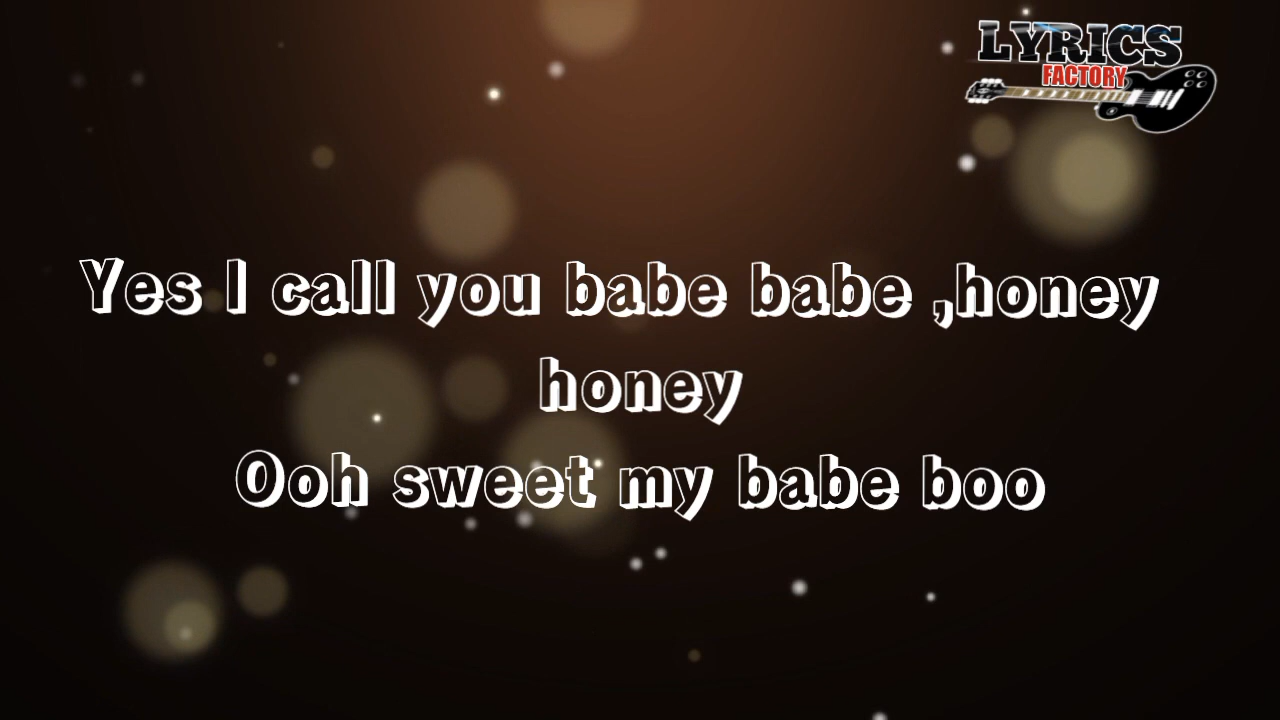 LYRICS
FACTORY
Yes I call you babe babe ,honey
honey
Ooh sweet my babe boo